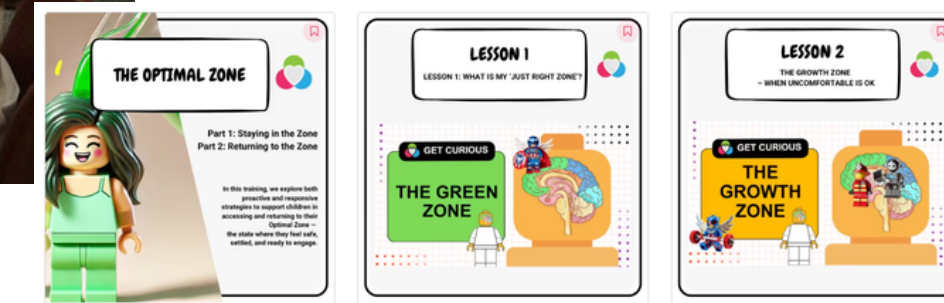 THE OPTIMAL ZONE
Part 1: Staying in the Zone
Part 2: Returning to the Zone
In this training, we explore both
proactive and responsive
strategies to support children in
accessing and returning to their
Optimal Zone —
the state where they feel safe,
settled, and ready to engage.
LESSON 1
LESSON 1: WHAT IS MY 'JUST RIGHT ZONE'?
GET CURIOUS
THE GREEN
ZONE
LESSON 2
THE GROWTH ZONE
– WHEN UNCOMFORTABLE IS OK
GET CURIOUS
THE
GROWTH
ZONE